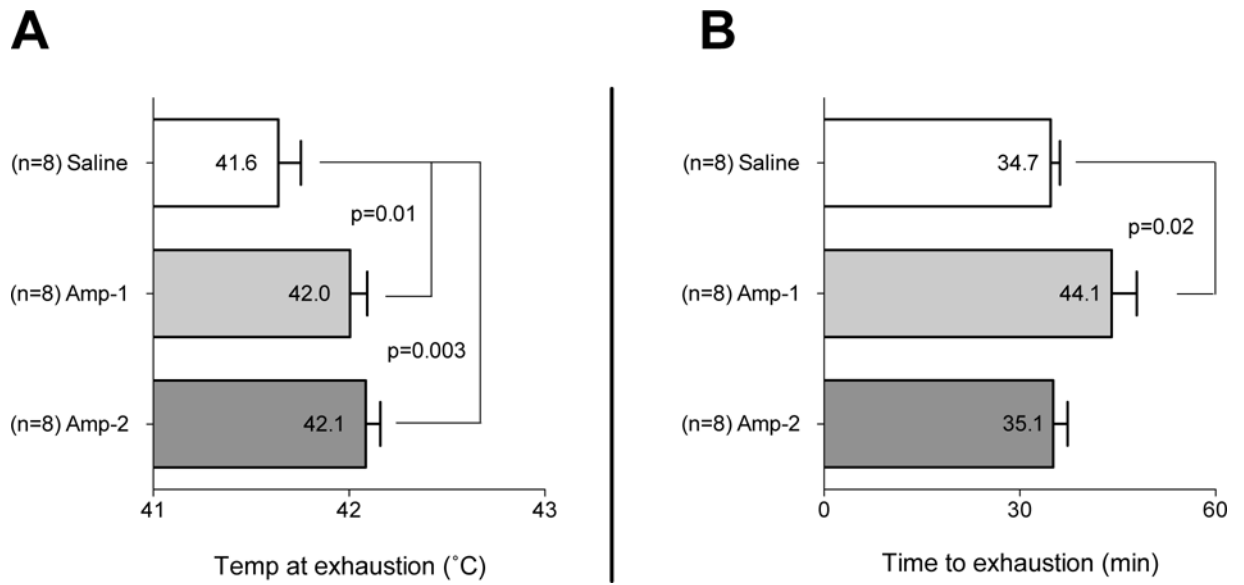 A
(n=8) Saline
41.6
p=0.01
(n=8) Amp-1
42.0
p=0.003
(n=8) Amp-2
42.1
41
42
43
Temp at exhaustion (˚C)
B
(n=8) Saline
34.7
p=0.02
(n=8) Amp-1
44.1
(n=8) Amp-2
35.1
0
30
60
Time to exhaustion (min)